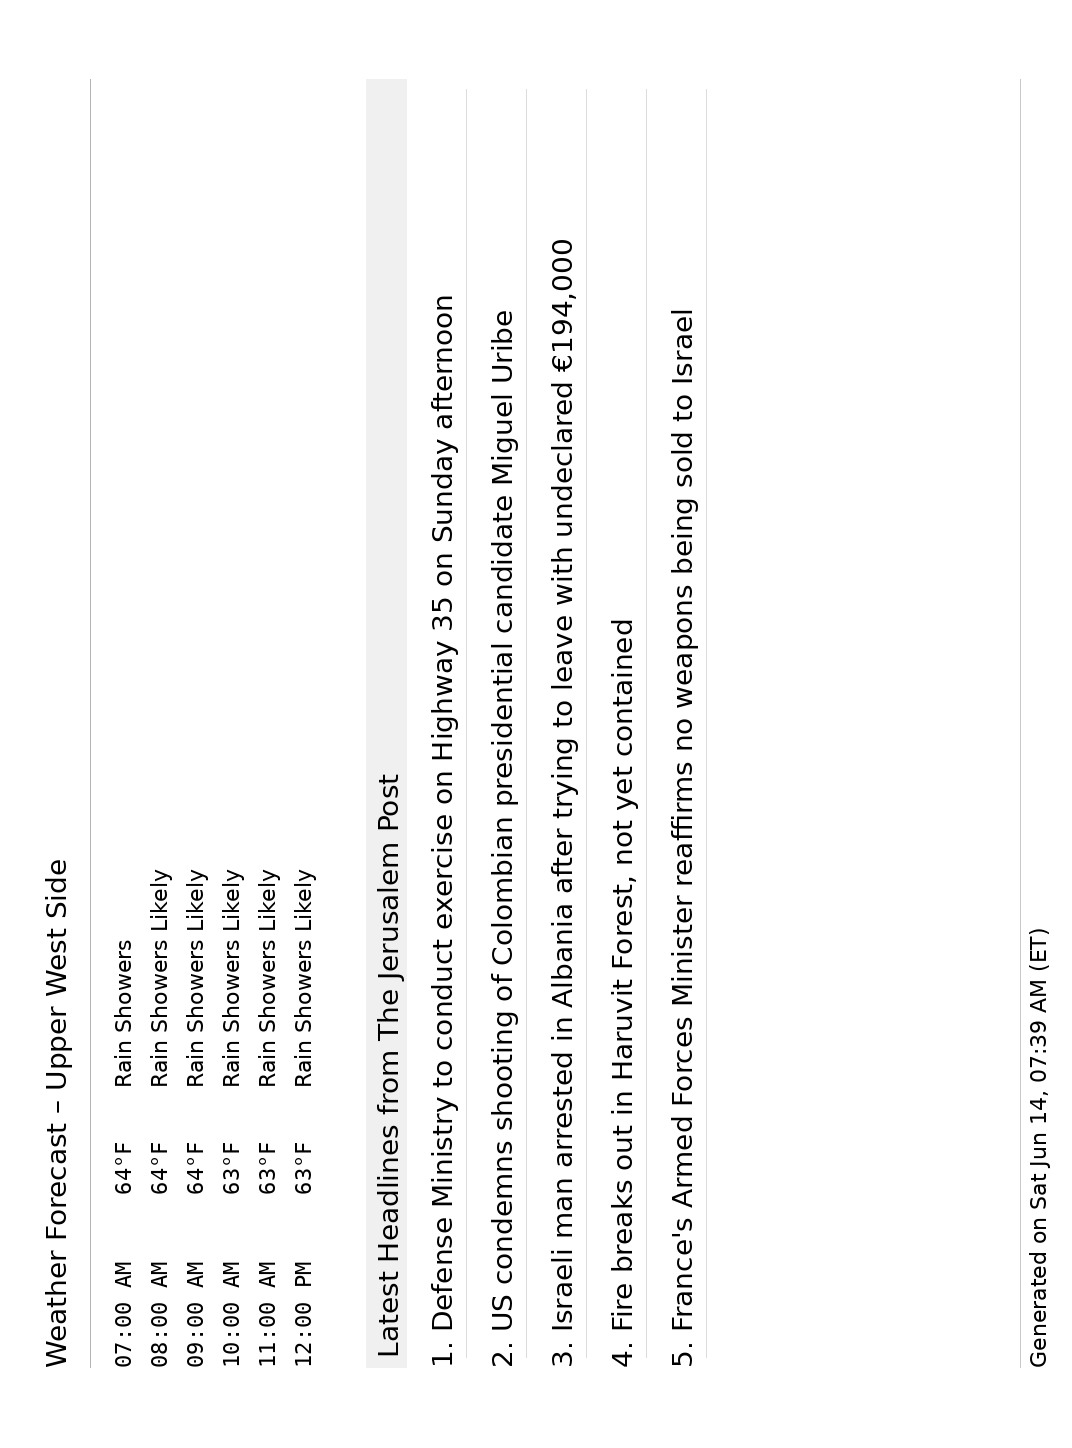 Weather Forecast – Upper West Side
07:00 AM 64°F Rain Showers
08:00 AM 64°F Rain Showers Likely
09:00 AM 64°F Rain Showers Likely
10:00 AM 63°F Rain Showers Likely
11:00 AM 63°F Rain Showers Likely
12:00 PM 63°F Rain Showers Likely
Latest Headlines from The Jerusalem Post
1. Defense Ministry to conduct exercise on Highway 35 on Sunday afternoon
2. US condemns shooting of Colombian presidential candidate Miguel Uribe
3. Israeli man arrested in Albania after trying to leave with undeclared €194,000
4. Fire breaks out in Haruvit Forest, not yet contained
5. France's Armed Forces Minister reaffirms no weapons being sold to Israel
Generated on Sat Jun 14, 07:39 AM (ET)